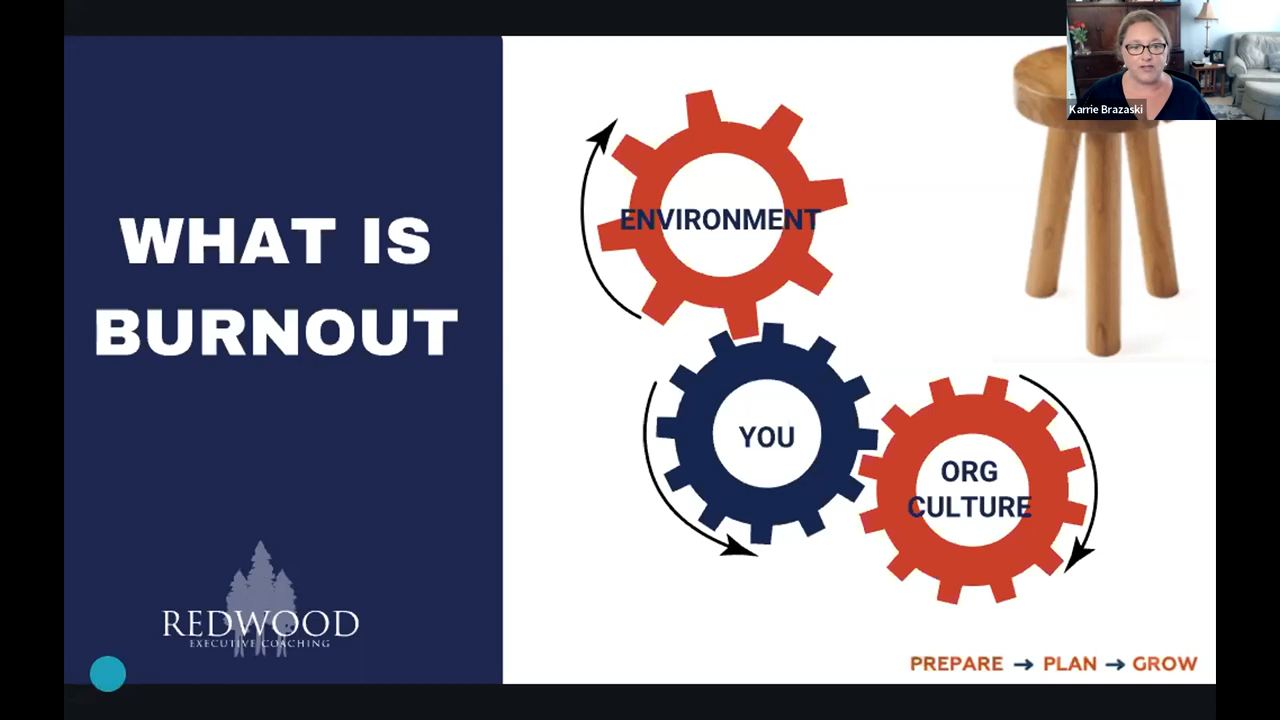 Karrie Brazaski
WHAT IS
BURNOUT
ENVIRONMENT
YOU
ORG
CULTURE
REDWOOD
EXECUTIVE COACHING
PREPARE → PLAN → GROW